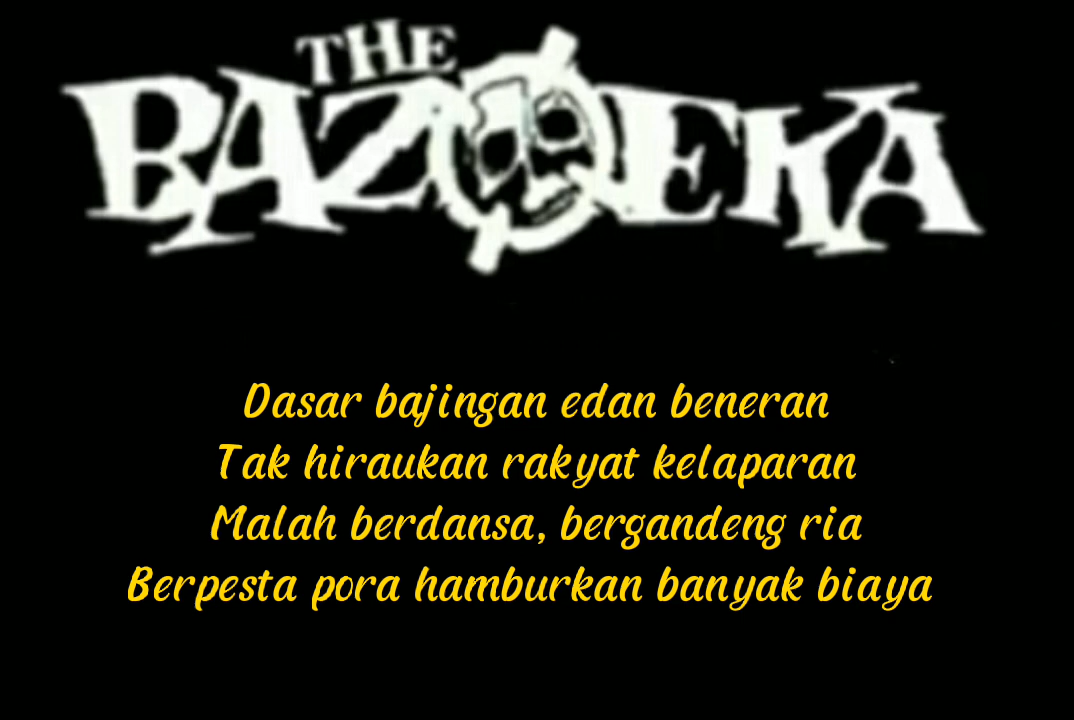 THE
BAZOEKA
Dasar bajingan edan beneran
Tak hiraukan rakyat kelaparan
Malah berdansa, bergandeng ria
Berpesta pora hamburkan banyak biaya